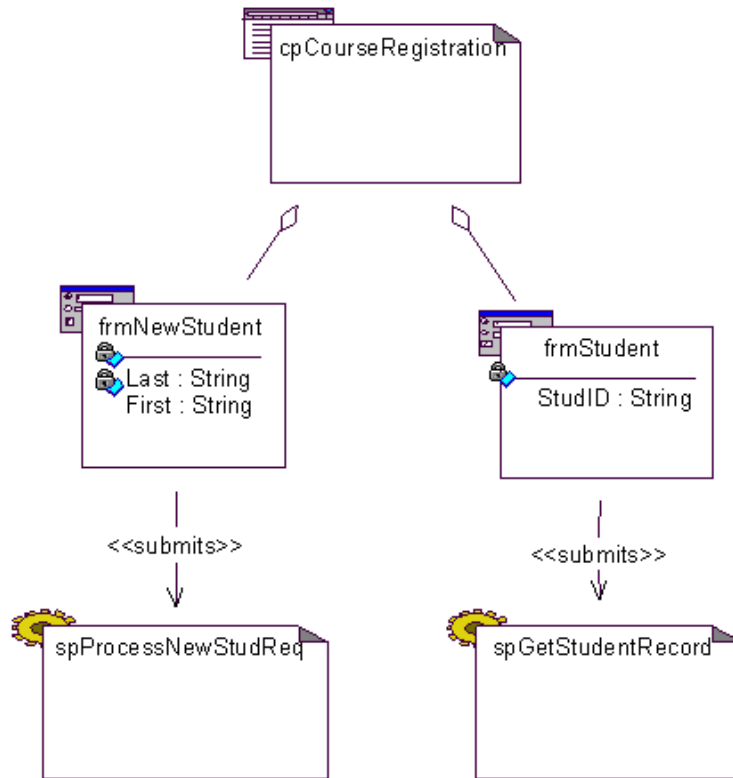 cpCourseRegistration
frmNewStudent
Last : String
First : String
frmStudent
StudID : String
<<submits>>
<<submits>>
spProcessNewStudReq
spGetStudentRecord